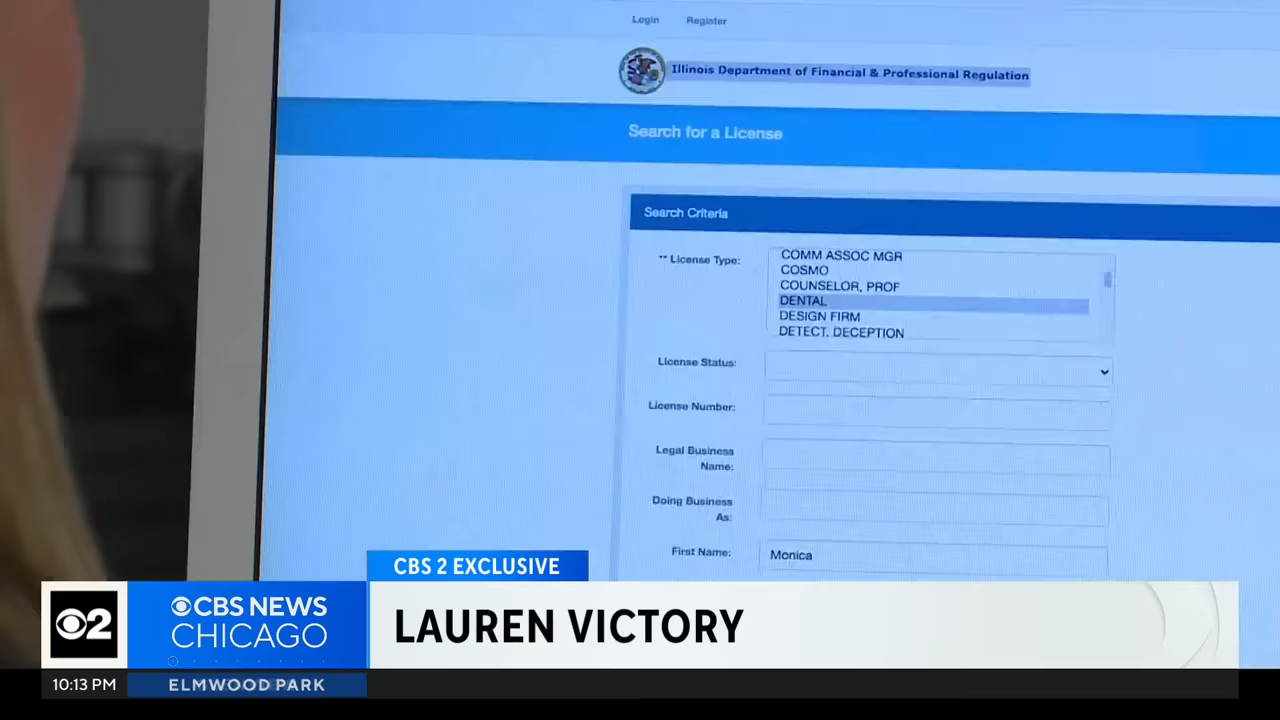 Login Register
Illinois Department of Financial & Professional Regulation
Search for a License
Search Criteria
** License Type:
COMM ASSOC MGR
COSMO
COUNSELOR, PROF
DENTAL
DESIGN FIRM
DETECT. DECEPTION
License Status:
License Number:
Legal Business
Name:
Doing Business
As:
First Name: Monica
CBS 2 EXCLUSIVE
2 CBS NEWS
CHICAGO
LAUREN VICTORY
10:13 PM ELMWOOD PARK